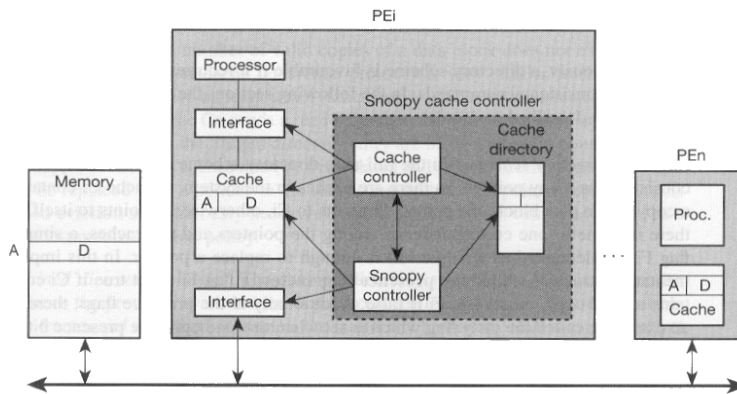 PEi
Processor
Snoopy cache controller
Interface
Cache
directory
Cache
controller
Cache
A D
PEn
Memory
Proc.
A
D
. . .
Snoopy
controller
A D
Cache
Interface